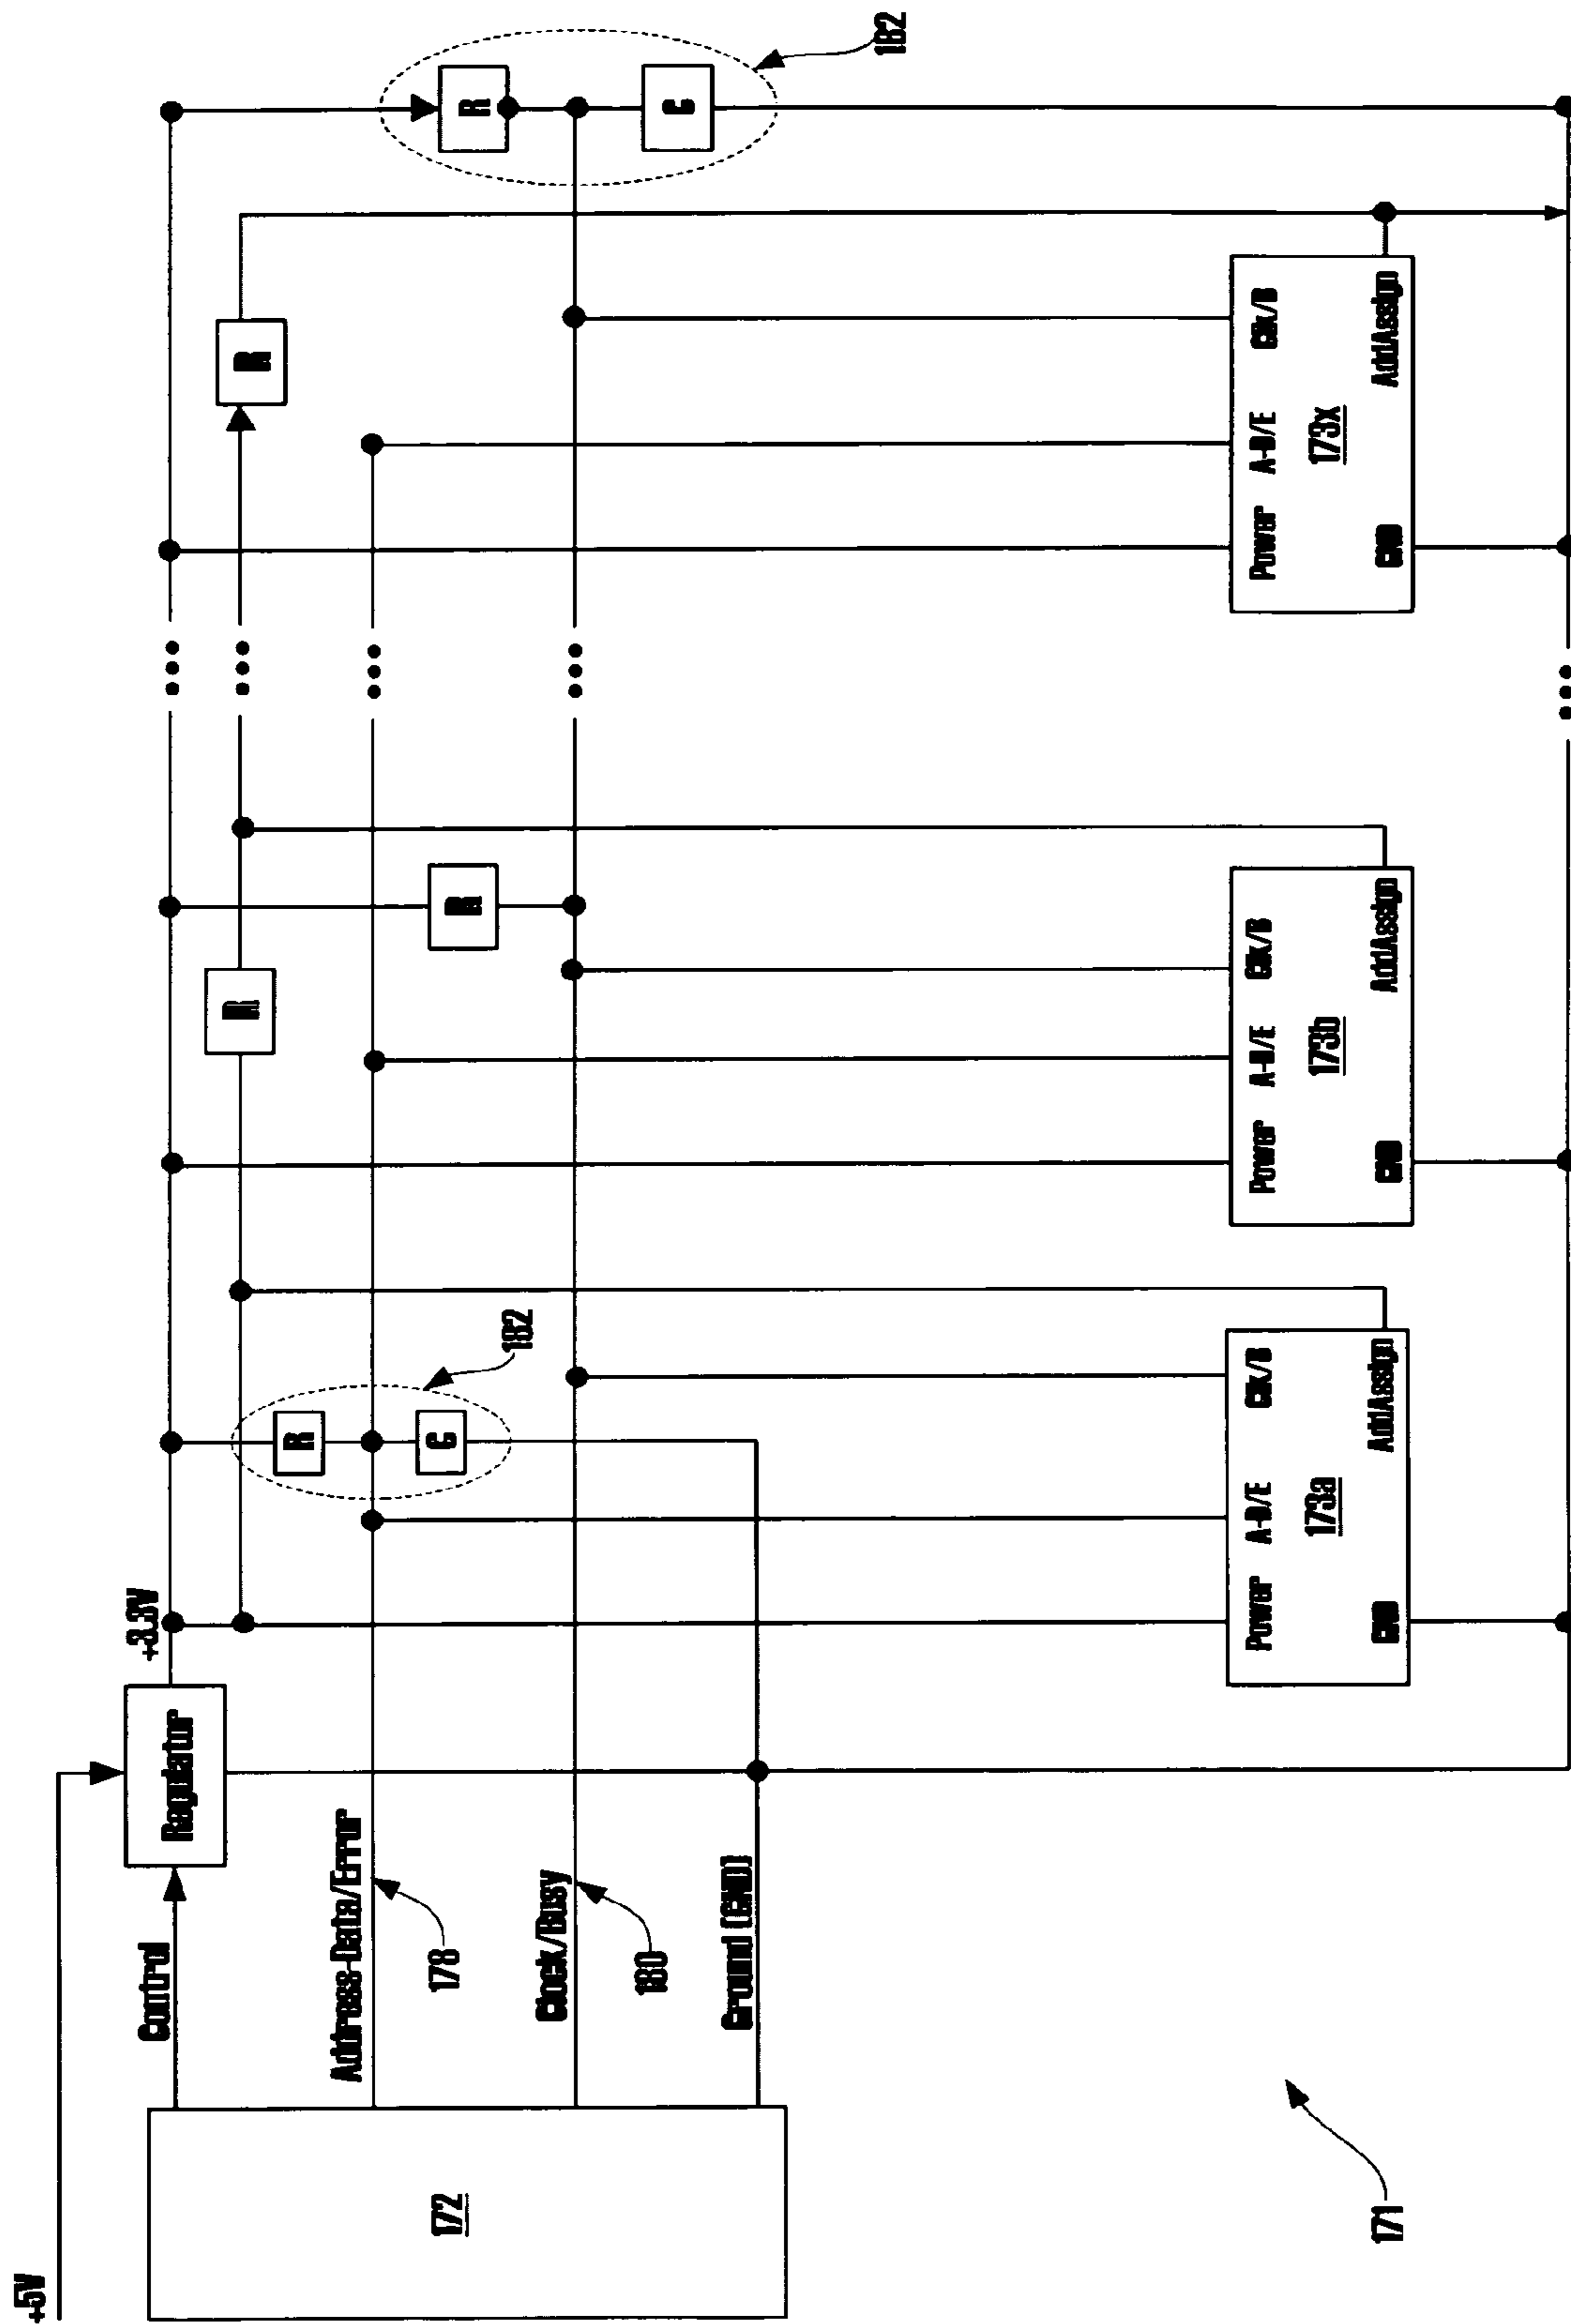 +5V
Control
Regulator
+3.3V
R
R
R
R
182
R
C
R
C
182
172
Address-Data/Error
178
Clock/Busy
180
Ground (GND)
Power A-D/E Clk/B
173a
GND AddAssign
Power A-D/E Clk/B
173b
GND AddAssign
Power A-D/E Clk/B
173x
GND AddAssign
171